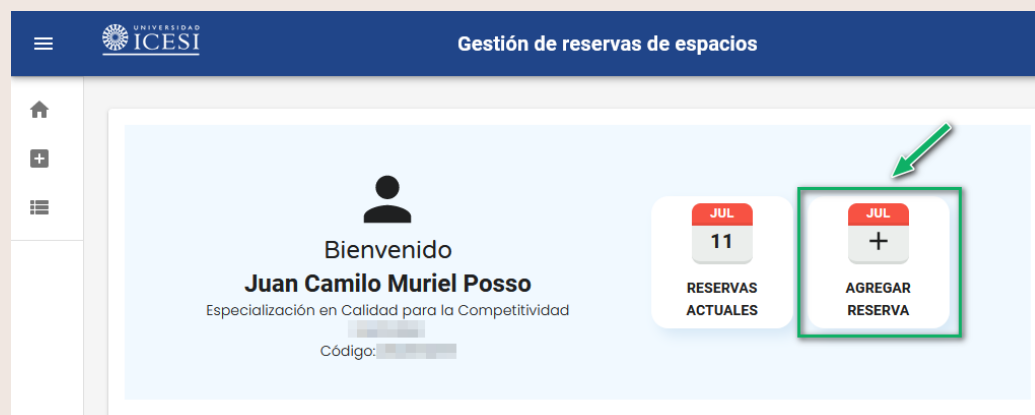 UNIVERSIDAD
ICESI
Gestión de reservas de espacios
Bienvenido
Juan Camilo Muriel Posso
Especialización en Calidad para la Competitividad
Código:
JUL
11
RESERVAS
ACTUALES
JUL
+
AGREGAR
RESERVA